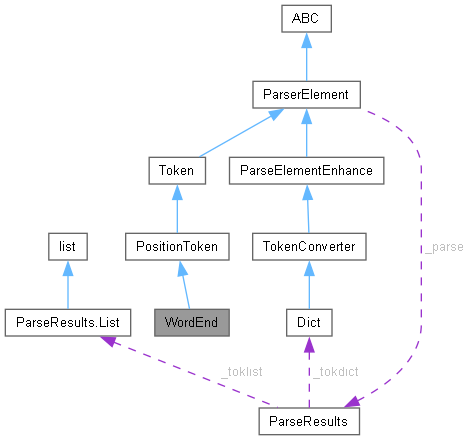 ABC
ParserElement
Token
ParseElementEnhance
list
PositionToken
TokenConverter
_parse
ParseResults.List
WordEnd
Dict
_toklist
_tokdict
ParseResults